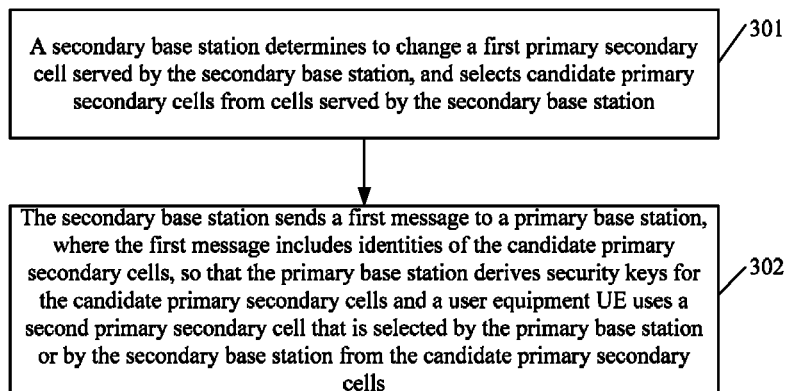 A secondary base station determines to change a first primary secondary
cell served by the secondary base station, and selects candidate primary
secondary cells from cells served by the secondary base station
301
The secondary base station sends a first message to a primary base station,
where the first message includes identities of the candidate primary
secondary cells, so that the primary base station derives security keys for
the candidate primary secondary cells and a user equipment UE uses a
second primary secondary cell that is selected by the primary base station
or by the secondary base station from the candidate primary secondary
cells
302